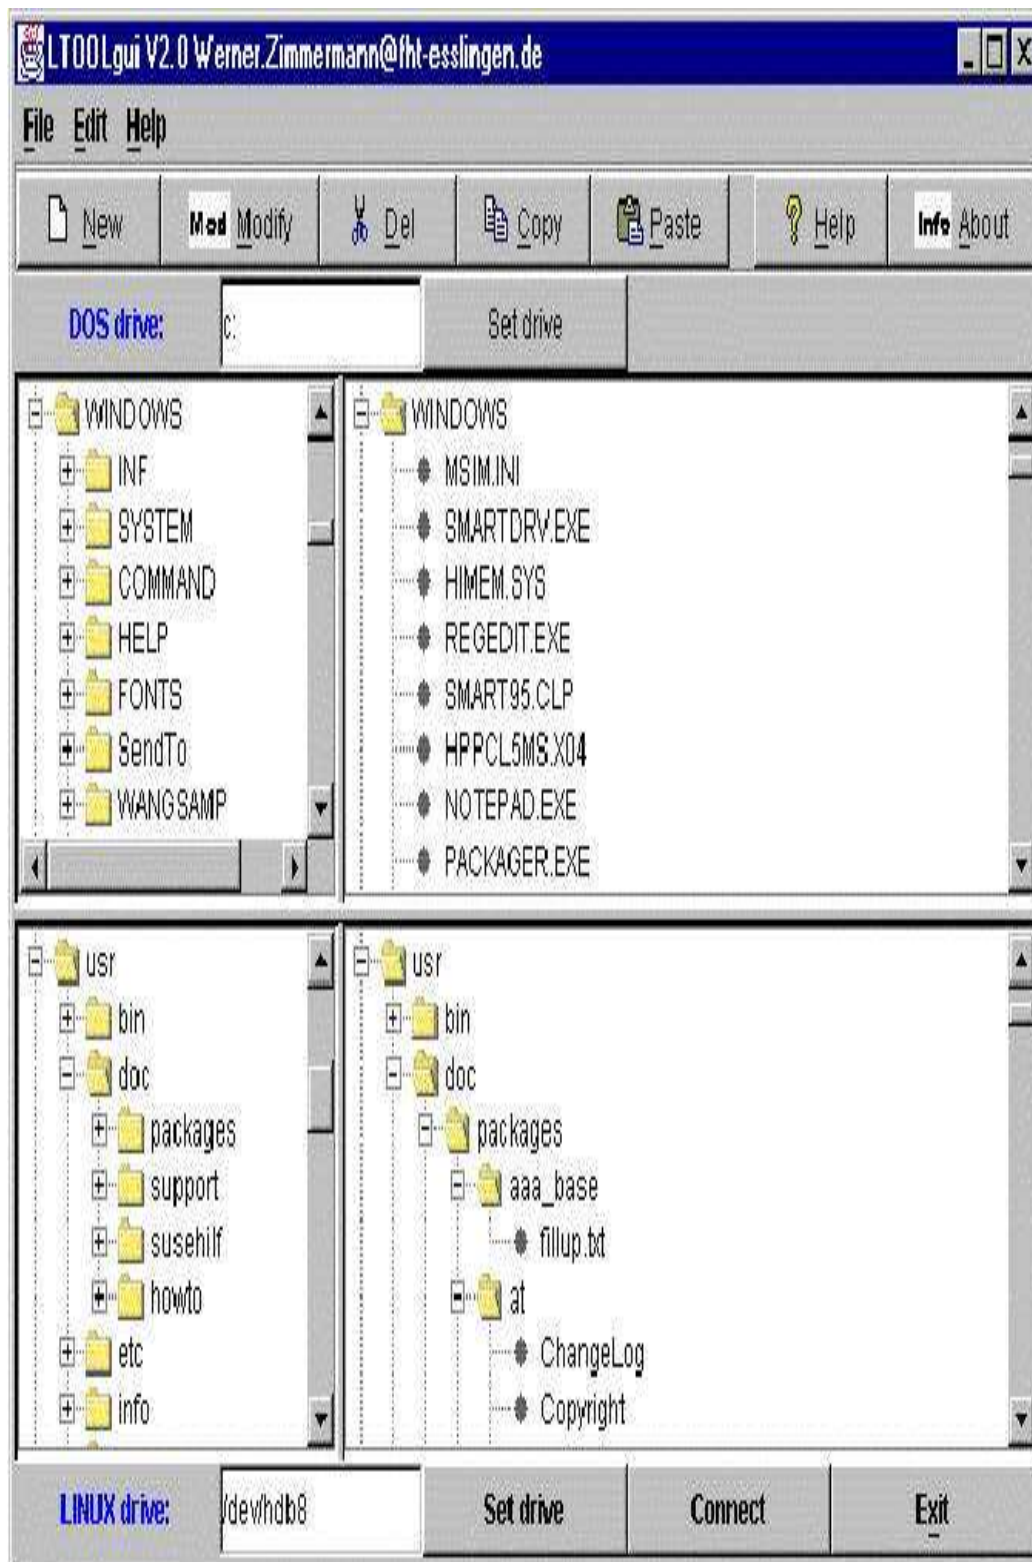 LTOOLgui V2.0 Werner.Zimmermann@fht-esslingen.de
File Edit Help
New Mod Modify Del Copy Paste Help Info About
DOS drive: c: Set drive
WINDOWS
INF
SYSTEM
COMMAND
HELP
FONTS
SendTo
WANGSAMP
WINDOWS
MSIM.INI
SMARTDRV.EXE
HIMEM.SYS
REGEDIT.EXE
SMART95.CLP
HPPCL5MS.X04
NOTEPAD.EXE
PACKAGER.EXE
usr
bin
doc
packages
support
susehilf
howto
etc
info
usr
bin
doc
packages
aaa_base
fillup.txt
at
ChangeLog
Copyright
LINUX drive: /dev/hdb8 Set drive Connect Exit